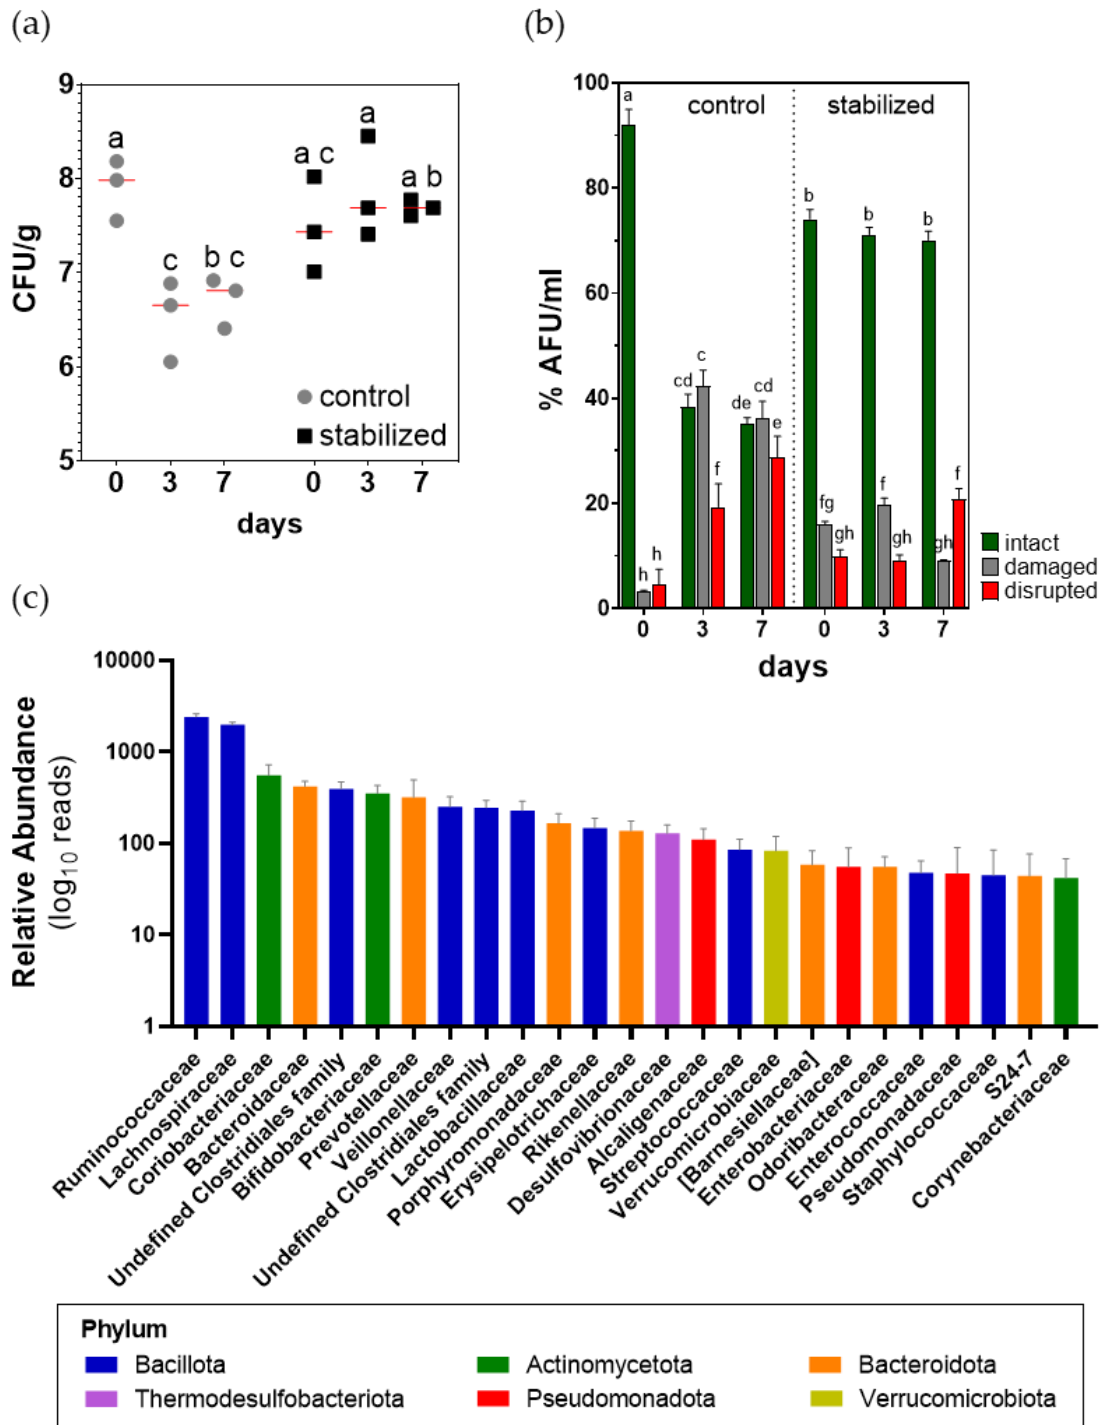 (a)
CFU/g
9
8
7
6
5
a
c
b c
a c
a
a b
control
stabilized
0 3 7 0 3 7
days
(b)
% AFU/ml
100
80
60
40
20
0
control stabilized
a
h
h
cd
c
f
de
cd
e
b
fg
gh
b
f
gh
b
gh
f
intact
damaged
disrupted
0 3 7 0 3 7
days
(c)
Relative Abundance
(log10 reads)
10000
1000
100
10
1
Ruminococcaceae
Lachnospiraceae
Coriobacteriaceae
Bacteroidaceae
Undefined Clostridiales family
Bifidobacteriaceae
Prevotellaceae
Veillonellaceae
Undefined Clostridiales family
Lactobacillaceae
Porphyromonadaceae
Erysipelotrichaceae
Rikenellaceae
Desulfovibrionaceae
Alcaligenaceae
Streptococcaceae
Verrucomicrobiaceae
[Barnesiellaceae]
Enterobacteriaceae
Odoribacteraceae
Enterococcaceae
Pseudomonadaceae
Staphylococcaceae
S24-7
Corynebacteriaceae
Phylum
Bacillota Actinomycetota Bacteroidota
Thermodesulfobacteriota Pseudomonadota Verrucomicrobiota